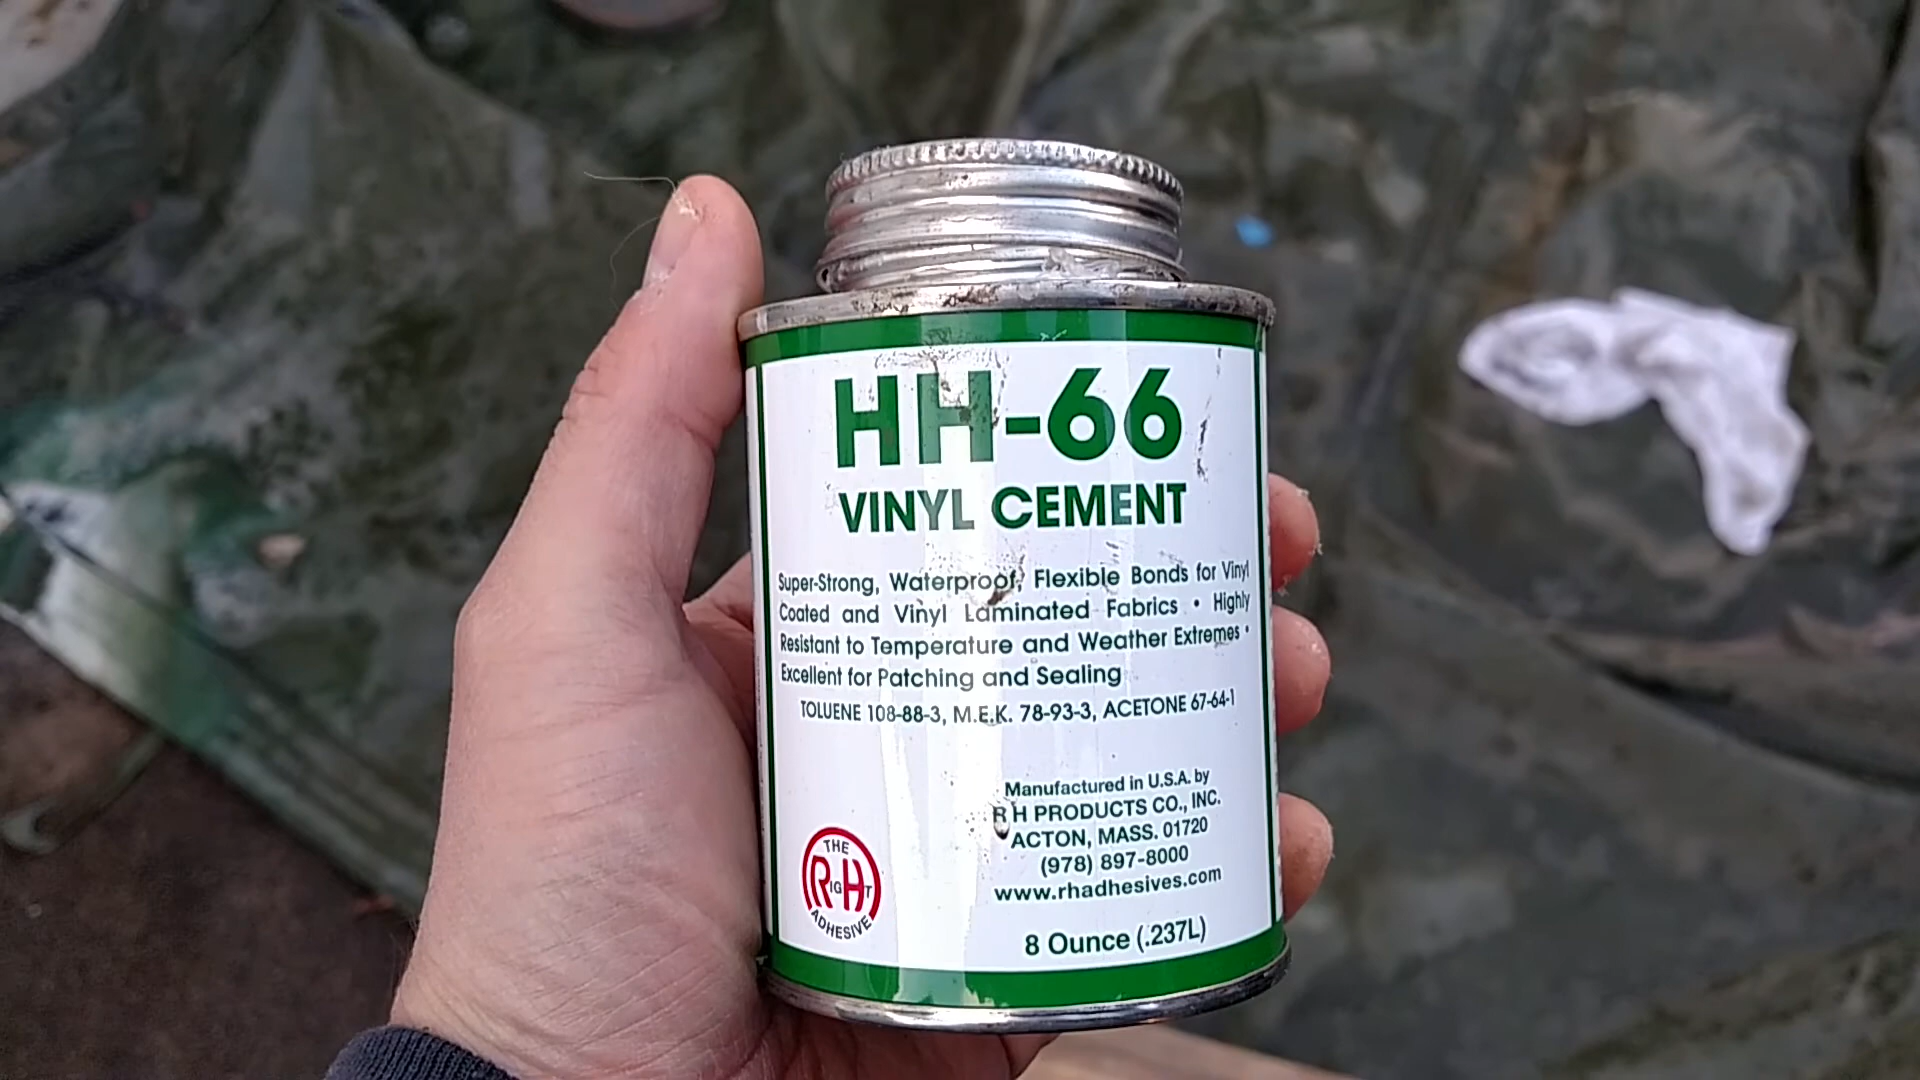 HH-66
VINYL CEMENT
Super-Strong, Waterproof, Flexible Bonds for Vinyl
Coated and Vinyl Laminated Fabrics • Highly
Resistant to Temperature and Weather Extremes •
Excellent for Patching and Sealing
TOLUENE 108-88-3, M.E.K. 78-93-3, ACETONE 67-64-1
Manufactured in U.S.A. by
R H PRODUCTS CO., INC.
ACTON, MASS. 01720
(978) 897-8000
www.rhadhesives.com
THE
RIGHT
ADHESIVE
8 Ounce (.237L)